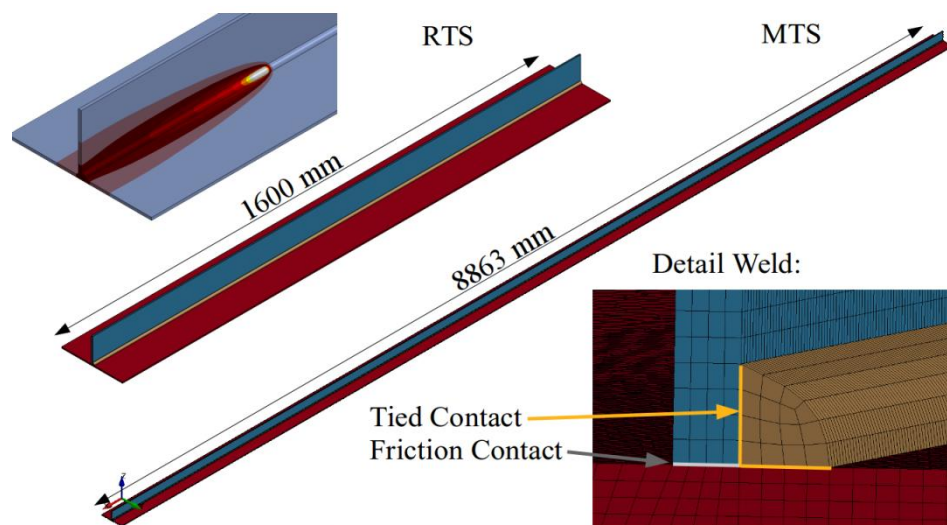 RTS
MTS
1600 mm
8863 mm
Detail Weld:
Tied Contact
Friction Contact
z